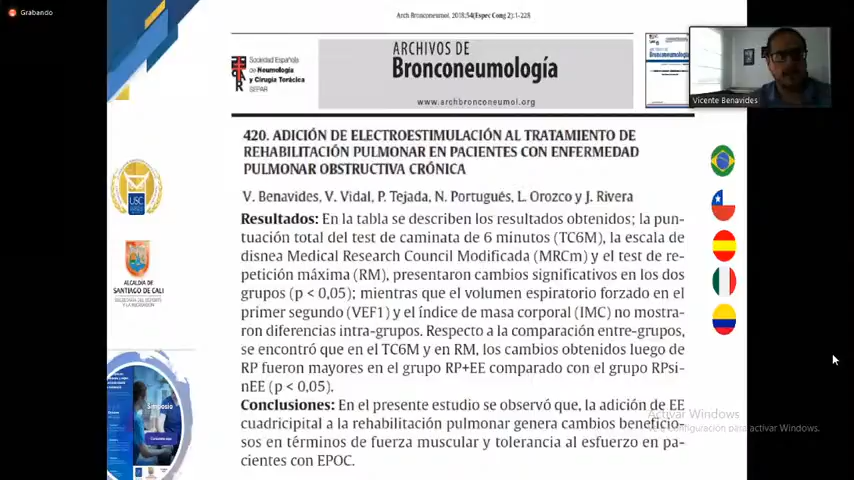 Grabando
Arch Bronconeumol. 2018;54(Espec Cong 2):1-228
Sociedad Española
de Neumología
y Cirugía Torácica
SEPAR
ARCHIVOS DE
Bronconeumología
www.archbronconeumol.org
Vicente Benavides
420. ADICIÓN DE ELECTROESTIMULACIÓN AL TRATAMIENTO DE
REHABILITACIÓN PULMONAR EN PACIENTES CON ENFERMEDAD
PULMONAR OBSTRUCTIVA CRÓNICA
V. Benavides, V. Vidal, P. Tejada, N. Portugués, L. Orozco y J. Rivera
Resultados: En la tabla se describen los resultados obtenidos; la pun-
tuación total del test de caminata de 6 minutos (TC6M), la escala de
disnea Medical Research Council Modificada (MRCm) y el test de re-
petición máxima (RM), presentaron cambios significativos en los dos
grupos (p < 0,05); mientras que el volumen espiratorio forzado en el
primer segundo (VEF1) y el índice de masa corporal (IMC) no mostra-
ron diferencias intra-grupos. Respecto a la comparación entre-grupos,
se encontró que en el TC6M y en RM, los cambios obtenidos luego de
RP fueron mayores en el grupo RP+EE comparado con el grupo RPsi-
nEE (p < 0,05).
Conclusiones: En el presente estudio se observó que, la adición de EE
cuadricipital a la rehabilitación pulmonar genera cambios beneficio-
sos en términos de fuerza muscular y tolerancia al esfuerzo en pa-
cientes con EPOC.
USC
ALCALDÍA DE
SANTIAGO DE CALI
Simposio
Activar Windows
configuración para activar Windows.